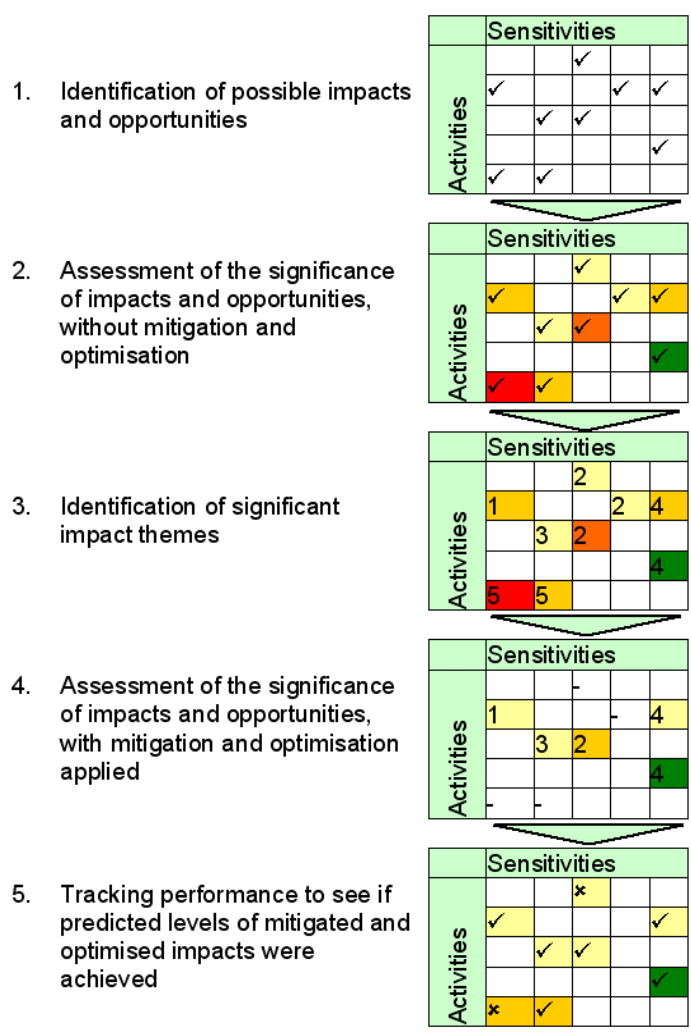 Sensitivities
Activities
✓
✓ ✓ ✓
✓ ✓
✓
✓ ✓
1. Identification of possible impacts
and opportunities
Sensitivities
Activities
✓
✓ ✓ ✓
✓ ✓
✓
✓ ✓
2. Assessment of the significance
of impacts and opportunities,
without mitigation and
optimisation
Sensitivities
Activities
2
1 2 4
3 2
4
5 5
3. Identification of significant
impact themes
Sensitivities
Activities
-
1 - 4
3 2
4
- -
4. Assessment of the significance
of impacts and opportunities,
with mitigation and optimisation
applied
Sensitivities
Activities
×
✓ ✓
✓ ✓
✓
× ✓
5. Tracking performance to see if
predicted levels of mitigated and
optimised impacts were
achieved